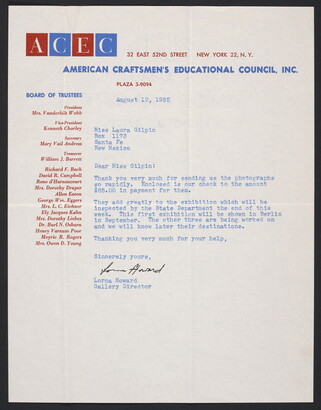 ACEC
32 EAST 52ND STREET NEW YORK 22, N. Y.
AMERICAN CRAFTSMEN'S EDUCATIONAL COUNCIL, INC.
PLAZA 3-9094
BOARD OF TRUSTEES
President
Mrs. Vanderbilt Webb
Vice-President
Kenneth Chorley
Secretary
Mary Vail Andress
Treasurer
William J. Barrett
Richard F. Bach
David R. Campbell
Rene d'Harnoncourt
Mrs. Dorothy Draper
Allen Eaton
George Wm. Eggers
Mrs. L. C. Eichner
Ely Jacques Kahn
Mrs. Dorothy Liebes
Dr. Burl N. Osburn
Henry Varnum Poor
Meyric R. Rogers
Mrs. Owen D. Young
August 12, 1952
Miss Laura Gilpin
Box 1173
Santa Fe
New Mexico
Dear Miss Gilpin:
Thank you very much for sending us the photographs
so rapidly. Enclosed is our check to the amount
$65.00 in payment for them.
They add greatly to the exhibition which will be
inspected by the State Department the end of this
week. This first exhibition will be shown in Berlin
in September. The other three are being worked on
and we will know later their destinations.
Thanking you very much for your help,
Sincerely yours,
Lorna Howard
Lorna Howard
Gallery Director